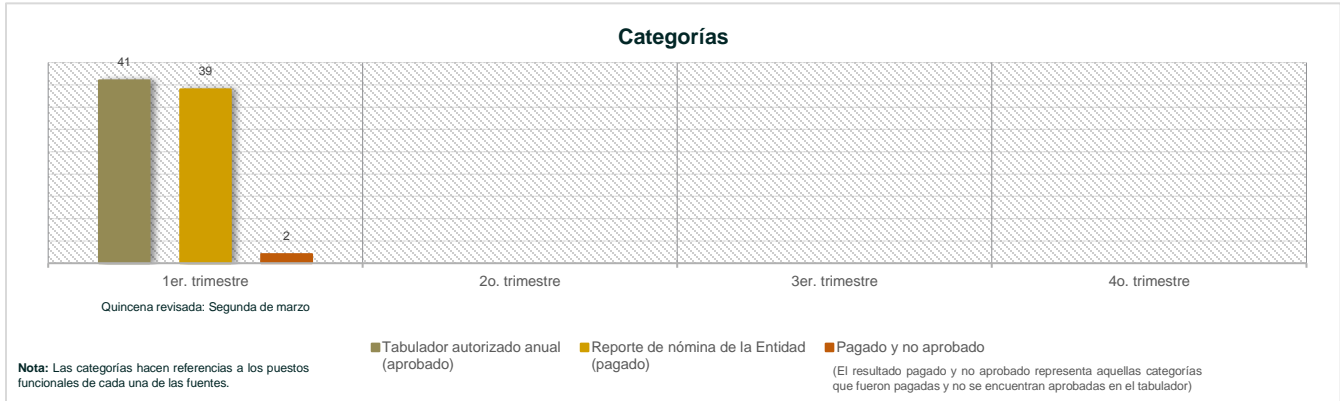 Categorías
41
39
2
1er. trimestre
2o. trimestre
3er. trimestre
4o. trimestre
Quincena revisada: Segunda de marzo
Tabulador autorizado anual
(aprobado)
Reporte de nómina de la Entidad
(pagado)
Pagado y no aprobado
(El resultado pagado y no aprobado representa aquellas categorías
que fueron pagadas y no se encuentran aprobadas en el tabulador)
Nota: Las categorías hacen referencias a los puestos
funcionales de cada una de las fuentes.